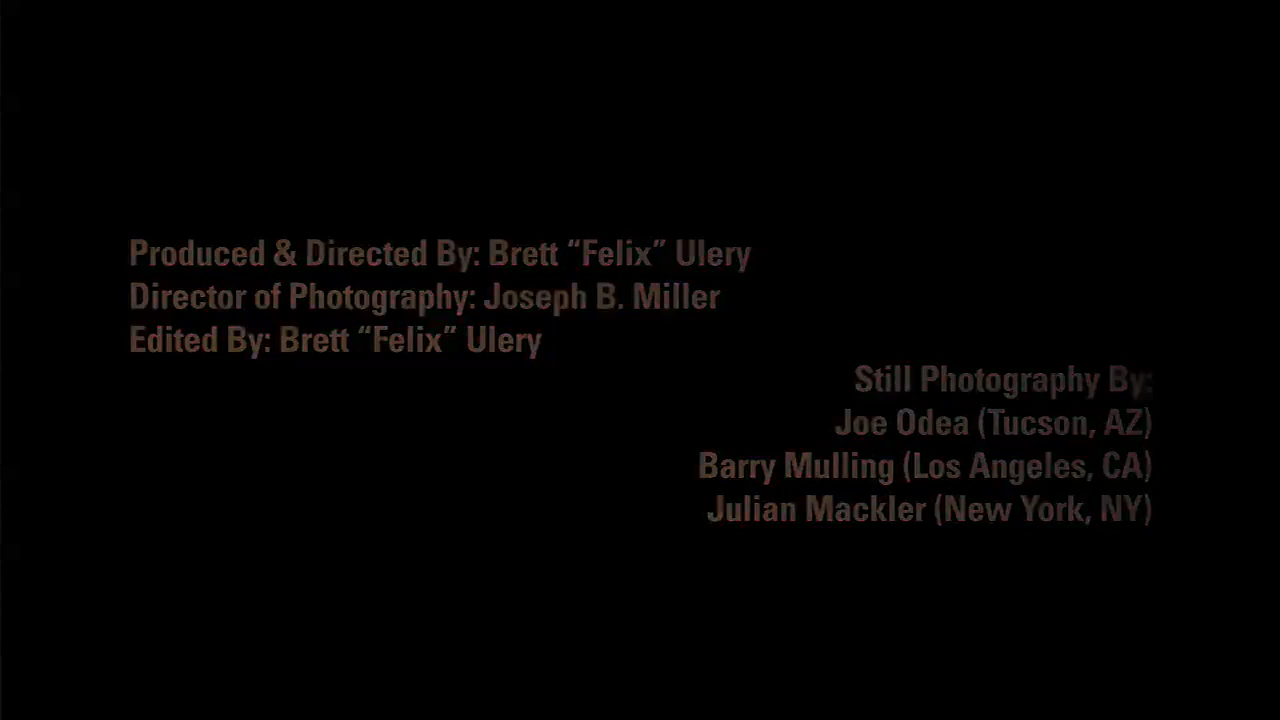 Produced & Directed By: Brett “Felix” Ulery
Director of Photography: Joseph B. Miller
Edited By: Brett “Felix” Ulery
Still Photography By:
Joe Odea (Tucson, AZ)
Barry Mulling (Los Angeles, CA)
Julian Mackler (New York, NY)